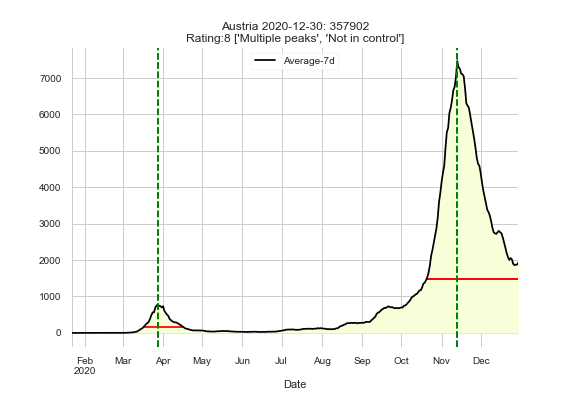 Austria 2020-12-30: 357902
Rating:8 ['Multiple peaks', 'Not in control']
Average-7d
7000
6000
5000
4000
3000
2000
1000
0
Feb Mar Apr May Jun Jul Aug Sep Oct Nov Dec
2020
Date